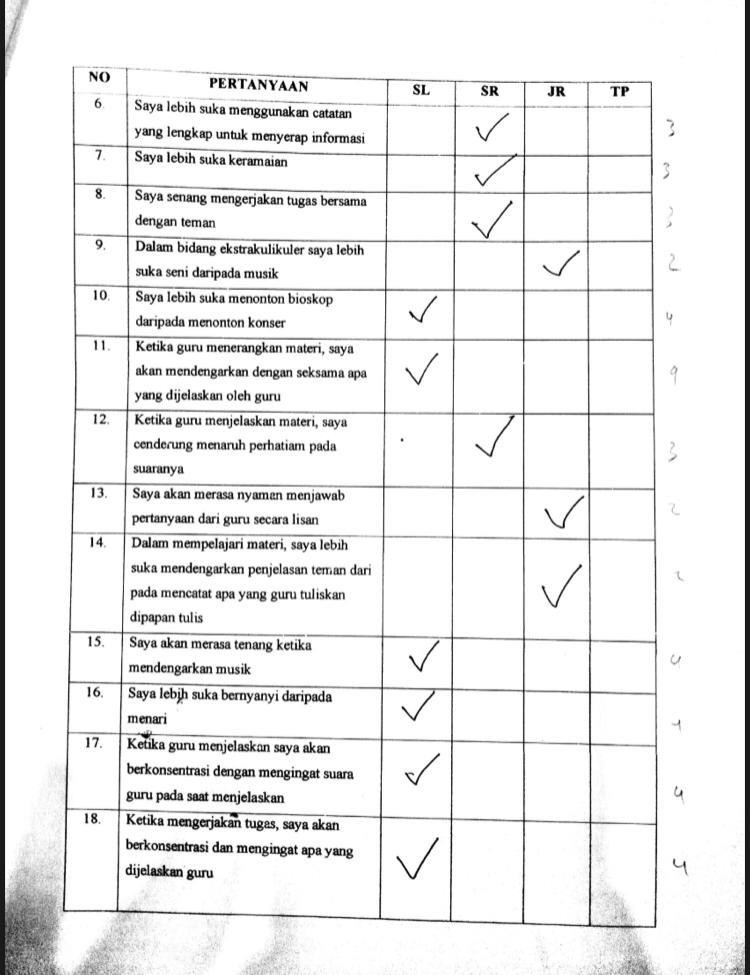 NO PERTANYAAN SL SR JR TP
6. Saya lebih suka menggunakan catatan
yang lengkap untuk menyerap informasi
3
7. Saya lebih suka keramaian
3
8. Saya senang mengerjakan tugas bersama
dengan teman
3
9. Dalam bidang ekstrakulikuler saya lebih
suka seni daripada musik
2
10. Saya lebih suka menonton bioskop
daripada menonton konser
4
11. Ketika guru menerangkan materi, saya
akan mendengarkan dengan seksama apa
yang dijelaskan oleh guru
12. Ketika guru menjelaskan materi, saya
cenderung menaruh perhatiam pada
suaranya
3
13. Saya akan merasa nyaman menjawab
pertanyaan dari guru secara lisan
2
14. Dalam mempelajari materi, saya lebih
suka mendengarkan penjelasan teman dari
pada mencatat apa yang guru tuliskan
dipapan tulis
2
15. Saya akan merasa tenang ketika
mendengarkan musik
4
16. Saya lebih suka bernyanyi daripada
menari
4
17. Ketika guru menjelaskan saya akan
berkonsentrasi dengan mengingat suara
guru pada saat menjelaskan
4
18. Ketika mengerjakan tugas, saya akan
berkonsentrasi dan mengingat apa yang
dijelaskan guru
4